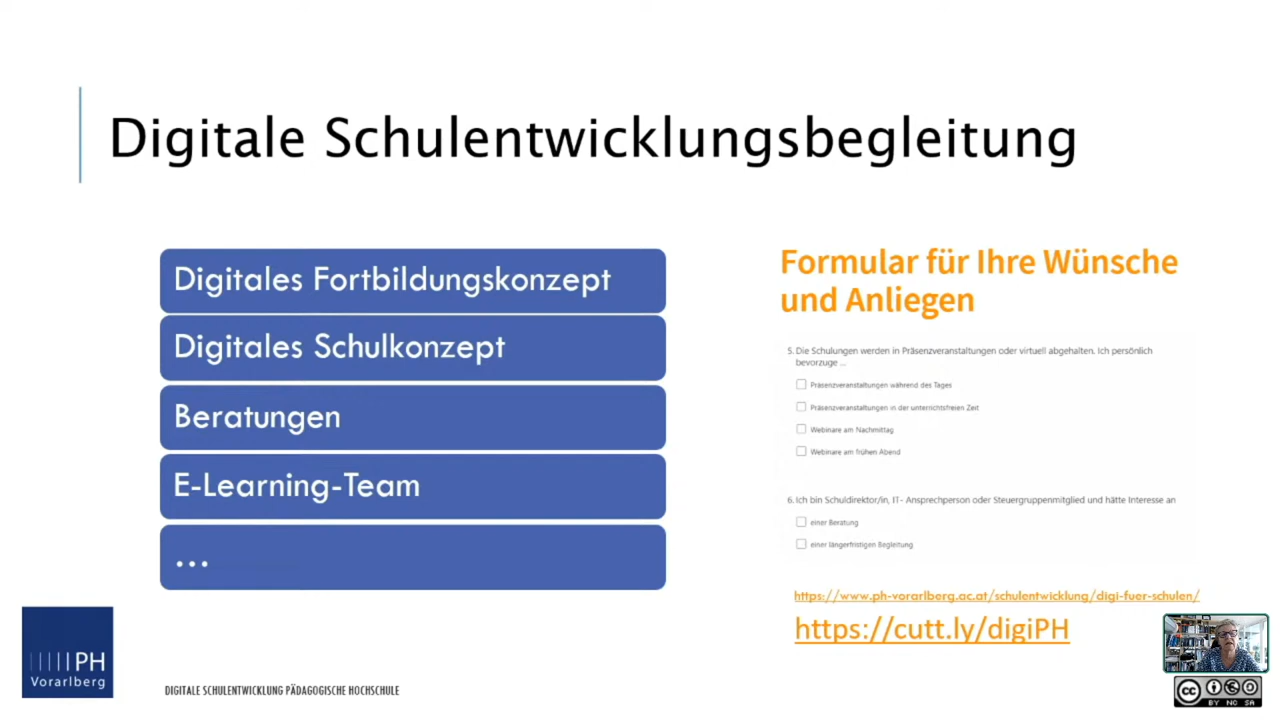 Digitale Schulentwicklungsbegleitung
Digitales Fortbildungskonzept
Digitales Schulkonzept
Beratungen
E-Learning-Team
...
Formular für Ihre Wünsche
und Anliegen
5. Die Schulungen werden in Präsenzveranstaltungen oder virtuell abgehalten. Ich persönlich
bevorzuge ...
Präsenzveranstaltungen während des Tages
Präsenzveranstaltungen in der unterrichtsfreien Zeit
Webinare am Nachmittag
Webinare am frühen Abend
6. Ich bin Schuldirektor/in, IT- Ansprechperson oder Steuergruppenmitglied und hätte Interesse an
einer Beratung
einer längerfristigen Begleitung
https://www.ph-vorarlberg.ac.at/schulentwicklung/digi-fuer-schulen/
https://cutt.ly/digiPH
PH
Vorarlberg
DIGITALE SCHULENTWICKLUNG PÄDAGOGISCHE HOCHSCHULE
cc
BY NC SA